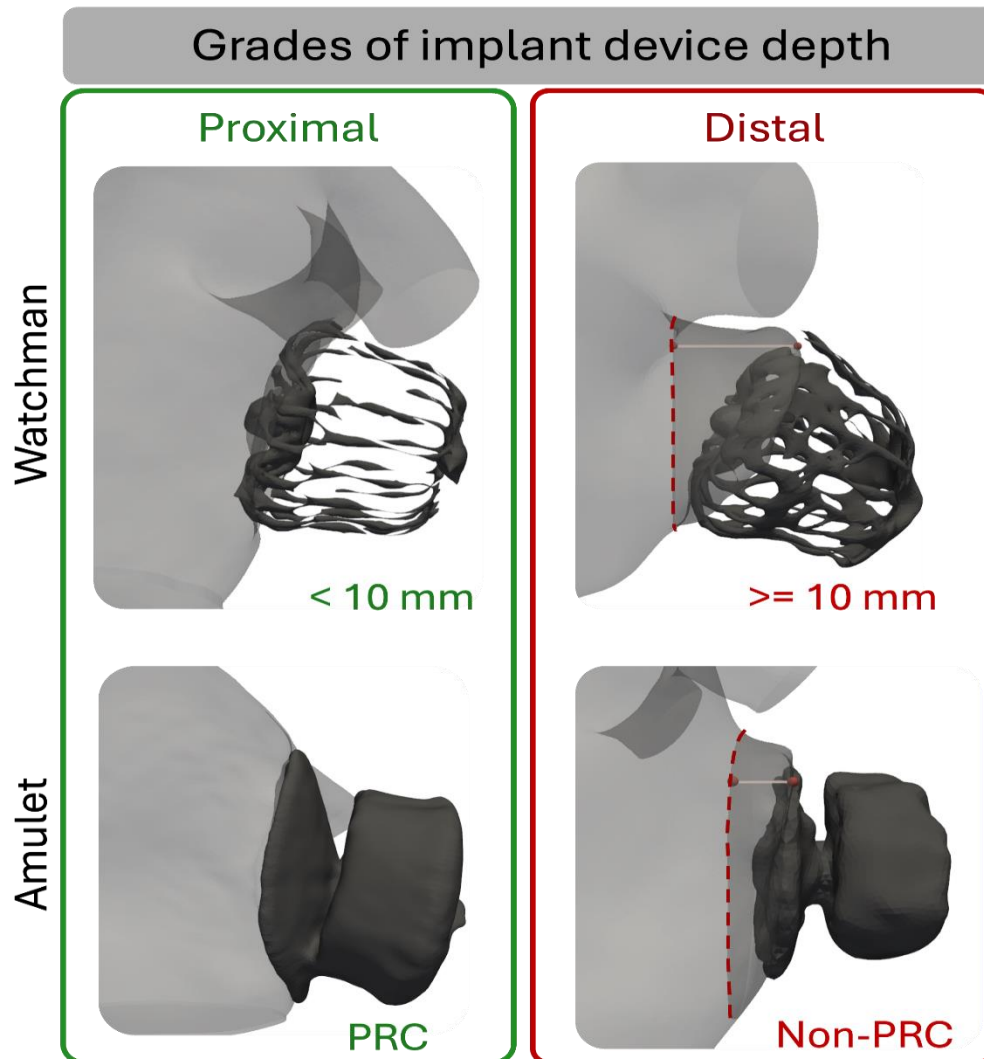 Grades of implant device depth
Proximal
Distal
Watchman
< 10 mm
>= 10 mm
Amulet
PRC
Non-PRC